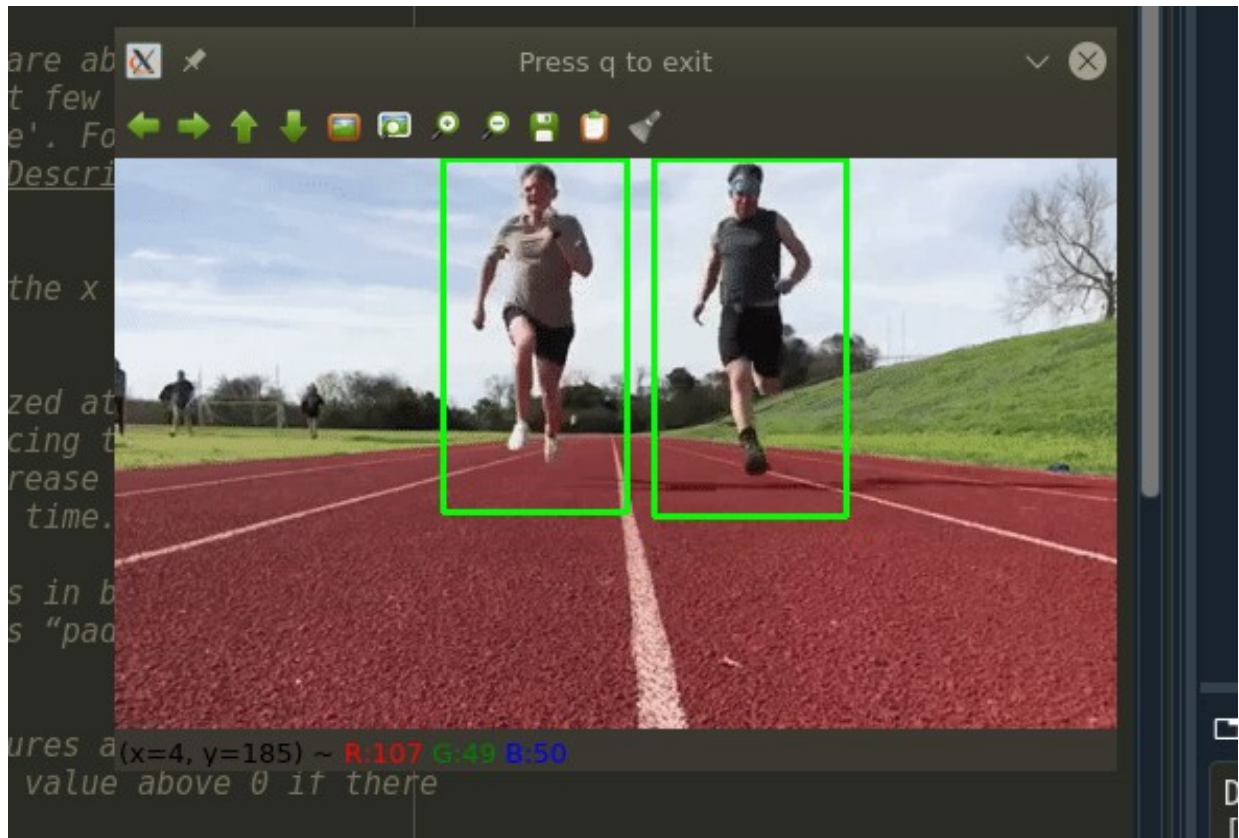 are ab
Press q to exit
t few
e'. Fo
Descri
the x
zed at
cing t
rease
time.
s in b
s “pad
ures a
(x=4, y=185) ~ R:107 G:49 B:50
value above 0 if there
D